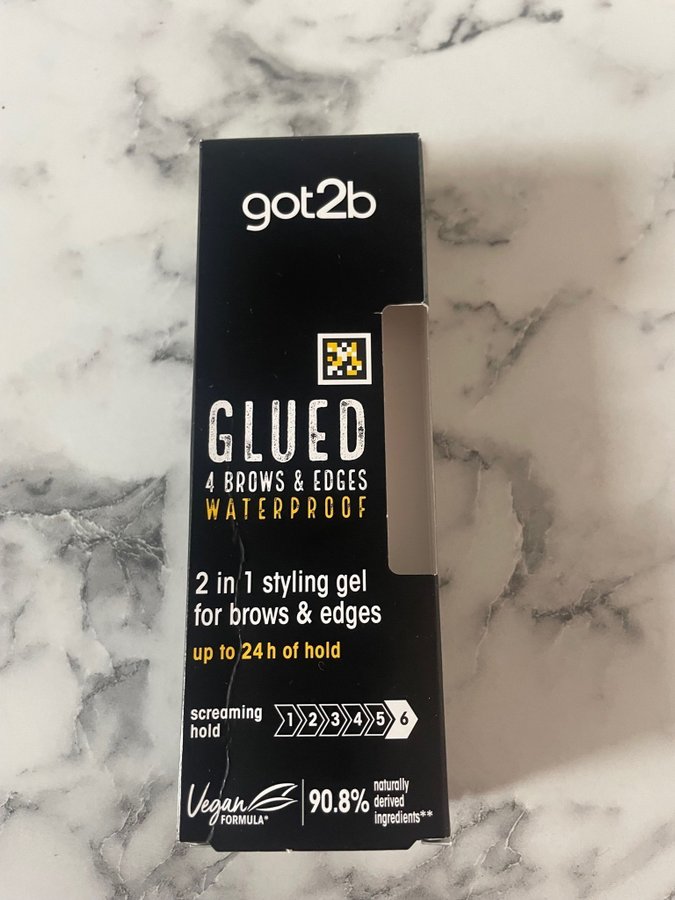 got2b
GLUED
4 BROWS & EDGES
WATERPROOF
2 in 1 styling gel
for brows & edges
up to 24h of hold
screaming
hold
1 2 3 4 5 6
Vegan
FORMULA*
90.8%
naturally
derived
ingredients**